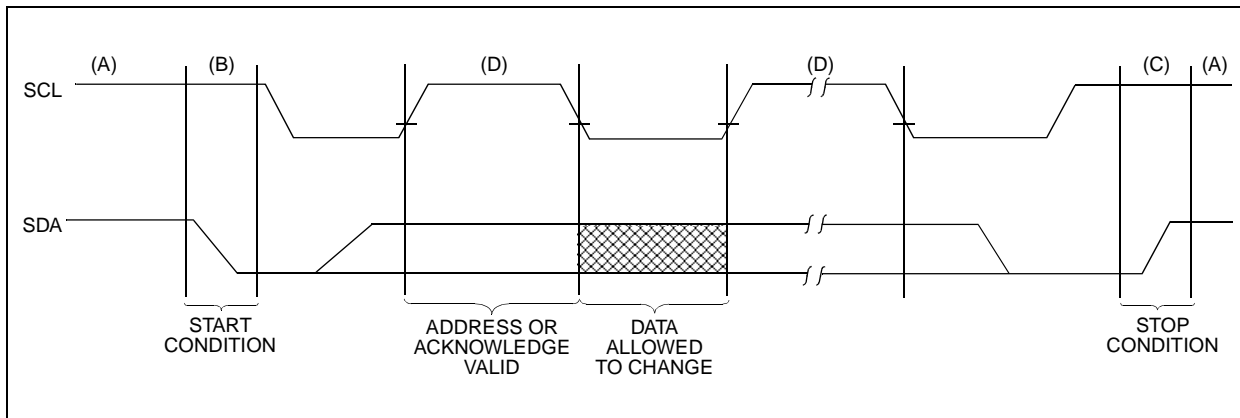 (A) (B) (D) (D) (C) (A)
SCL
SDA
START
CONDITION
ADDRESS OR
ACKNOWLEDGE
VALID
DATA
ALLOWED
TO CHANGE
STOP
CONDITION